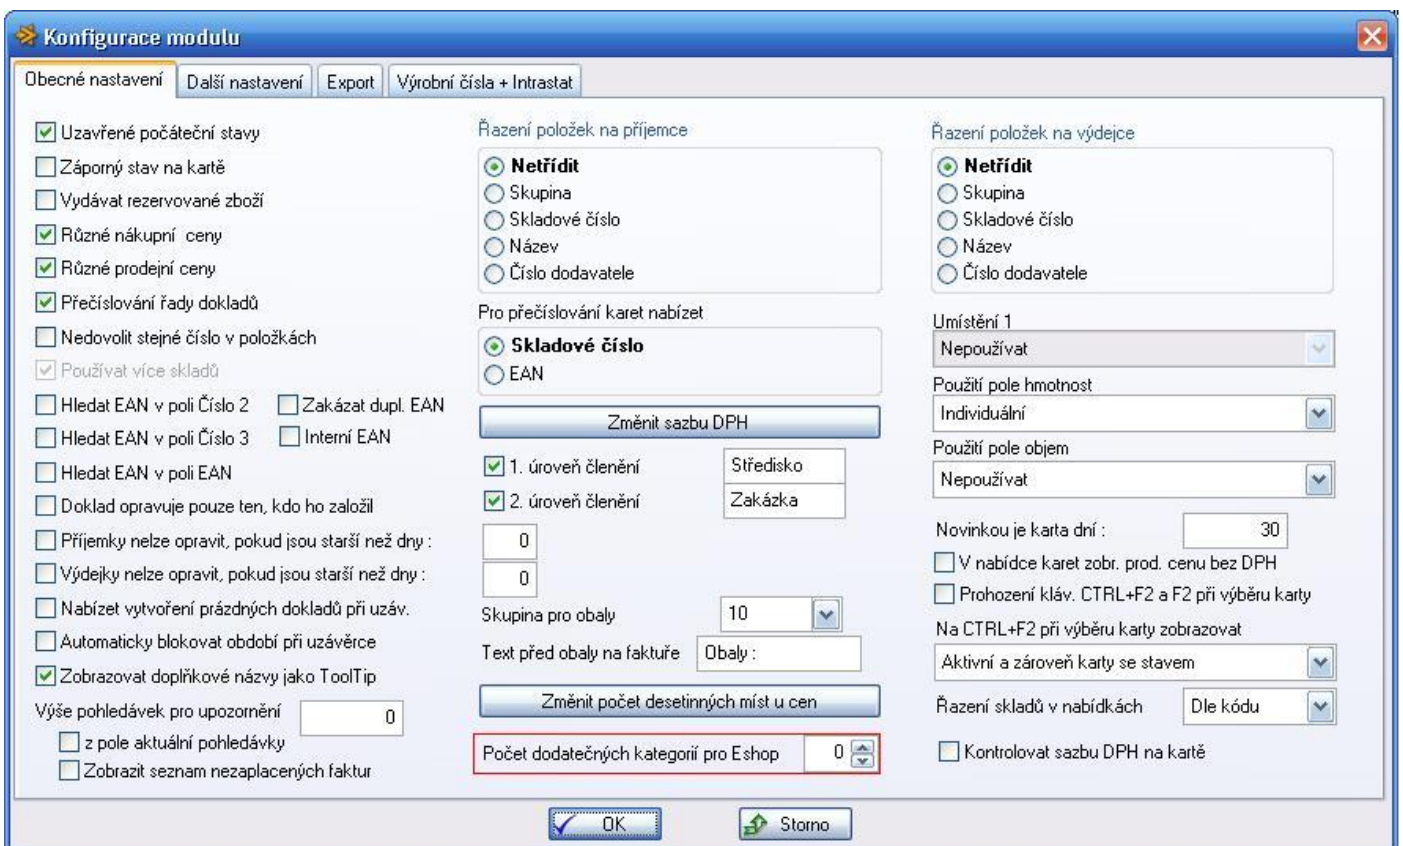 Konfigurace modulu
Obecné nastavení Další nastavení Export Výrobní čísla + Intrastat
Uzavřené počáteční stavy
Záporný stav na kartě
Vydávat rezervované zboží
Různé nákupní ceny
Různé prodejní ceny
Přečíslování řady dokladů
Nedovolit stejné číslo v položkách
Používat více skladů
Hledat EAN v poli Číslo 2 Zakázat dupl. EAN
Hledat EAN v poli Číslo 3 Interní EAN
Hledat EAN v poli EAN
Doklad opravuje pouze ten, kdo ho založil
Příjemky nelze opravit, pokud jsou starší než dny : 0
Výdejky nelze opravit, pokud jsou starší než dny : 0
Nabízet vytvoření prázdných dokladů při uzáv.
Automaticky blokovat období při uzávěrce
Zobrazovat doplňkové názvy jako ToolTip
Výše pohledávek pro upozornění 0
z pole aktuální pohledávky
Zobrazit seznam nezaplacených faktur
Řazení položek na příjemce
Netřídit
Skupina
Skladové číslo
Název
Číslo dodavatele
Pro přečíslování karet nabízet
Skladové číslo
EAN
Změnit sazbu DPH
1. úroveň členění Středisko
2. úroveň členění Zakázka
Skupina pro obaly 10
Text před obaly na faktuře Obaly :
Změnit počet desetinných míst u cen
Počet dodatečných kategorií pro Eshop 0
Řazení položek na výdejce
Netřídit
Skupina
Skladové číslo
Název
Číslo dodavatele
Umístění 1
Nepoužívat
Použití pole hmotnost
Individuální
Použití pole objem
Nepoužívat
Novinkou je karta dní : 30
V nabídce karet zobr. prod. cenu bez DPH
Prohození kláv. CTRL+F2 a F2 při výběru karty
Na CTRL+F2 při výběru karty zobrazovat
Aktivní a zároveň karty se stavem
Řazení skladů v nabídkách Dle kódu
Kontrolovat sazbu DPH na kartě
OK Storno